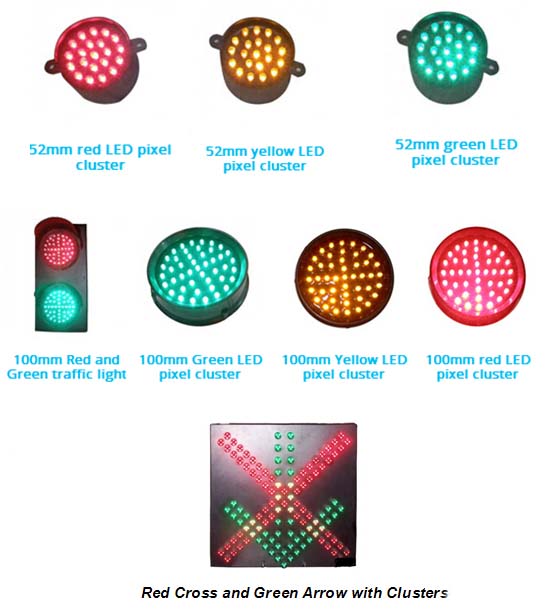 52mm red LED pixel
cluster
52mm yellow LED
pixel cluster
52mm green LED
pixel cluster
100mm Red and
Green traffic light
100mm Green LED
pixel cluster
100mm Yellow LED
pixel cluster
100mm red LED
pixel cluster
Red Cross and Green Arrow with Clusters